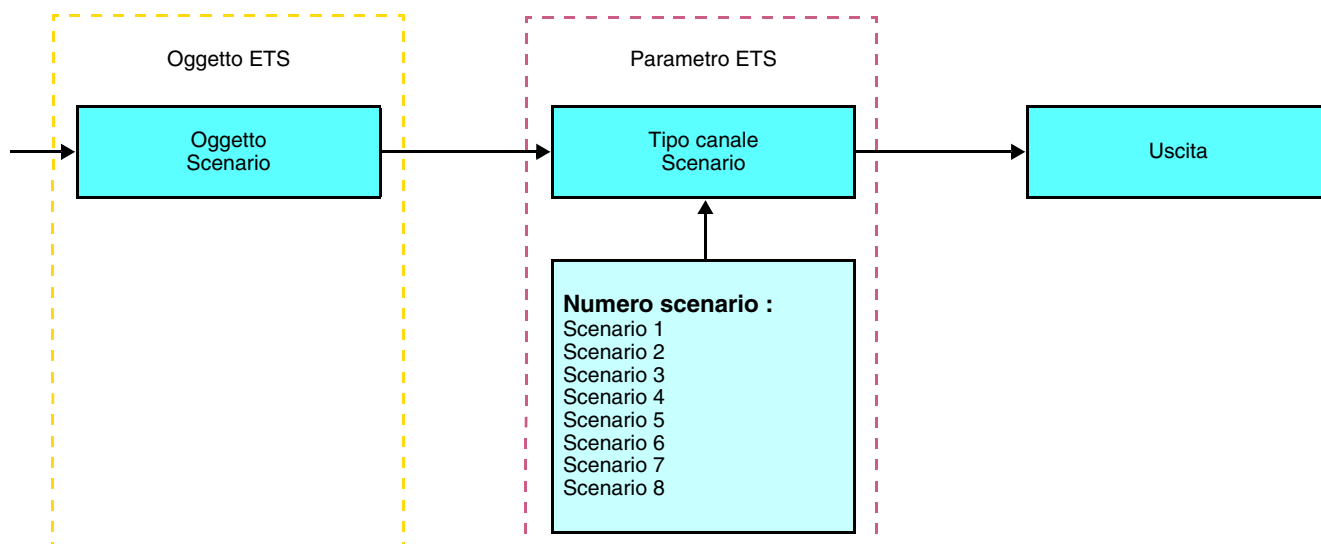 Oggetto ETS
Parametro ETS
Oggetto
Scenario
Tipo canale
Scenario
Uscita
Numero scenario :
Scenario 1
Scenario 2
Scenario 3
Scenario 4
Scenario 5
Scenario 6
Scenario 7
Scenario 8